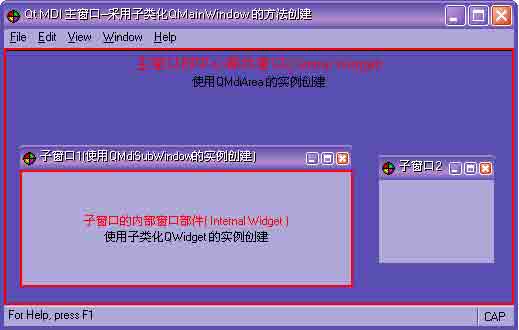 Qt MDI 主窗口--采用子类化QMainWindow 的方法创建
File Edit View Window Help
主窗口的中心部件窗口(Central Widget)
使用QMdiArea 的实例创建
子窗口1(使用QMdiSubWindow的实例创建)
子窗口2
子窗口的内部窗口部件( Internal Widget )
使用子类化QWidget 的实例创建
For Help, press F1
CAP